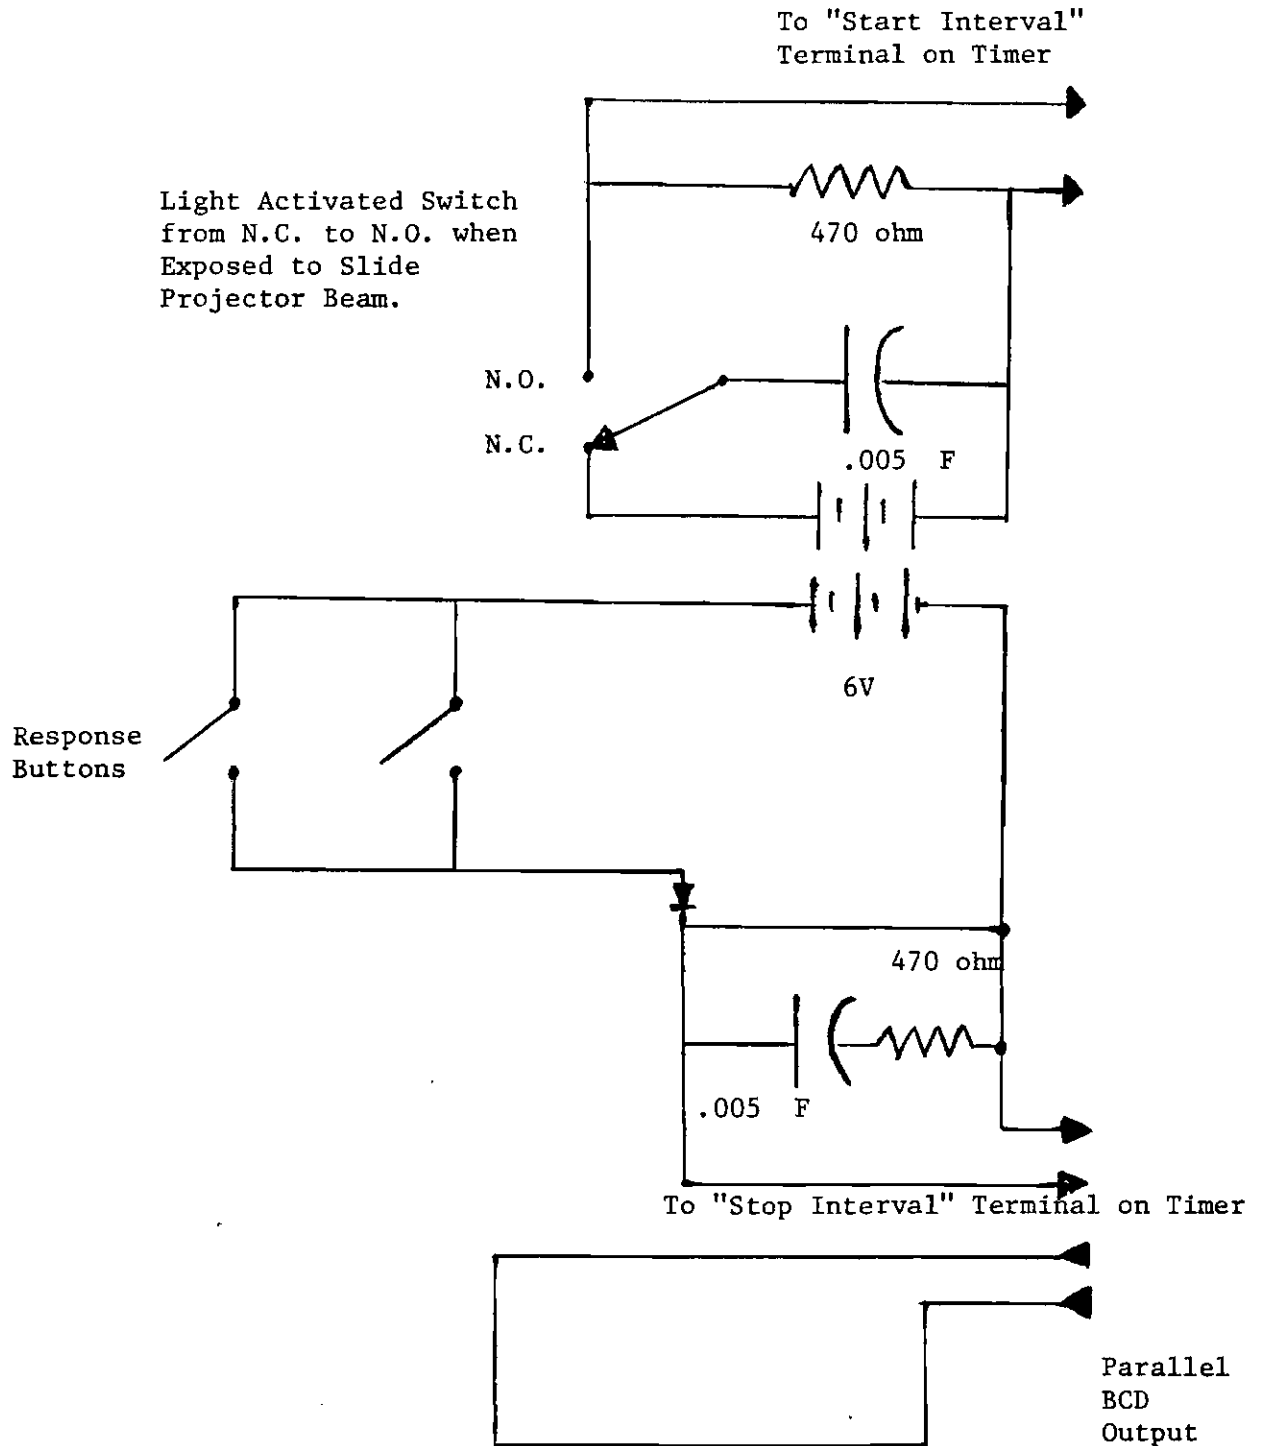 To "Start Interval"
Terminal on Timer
Light Activated Switch
from N.C. to N.O. when
Exposed to Slide
Projector Beam.
470 ohm
N.O.
N.C.
.005 F
6V
Response
Buttons
470 ohm
.005 F
To "Stop Interval" Terminal on Timer
Parallel
BCD
Output